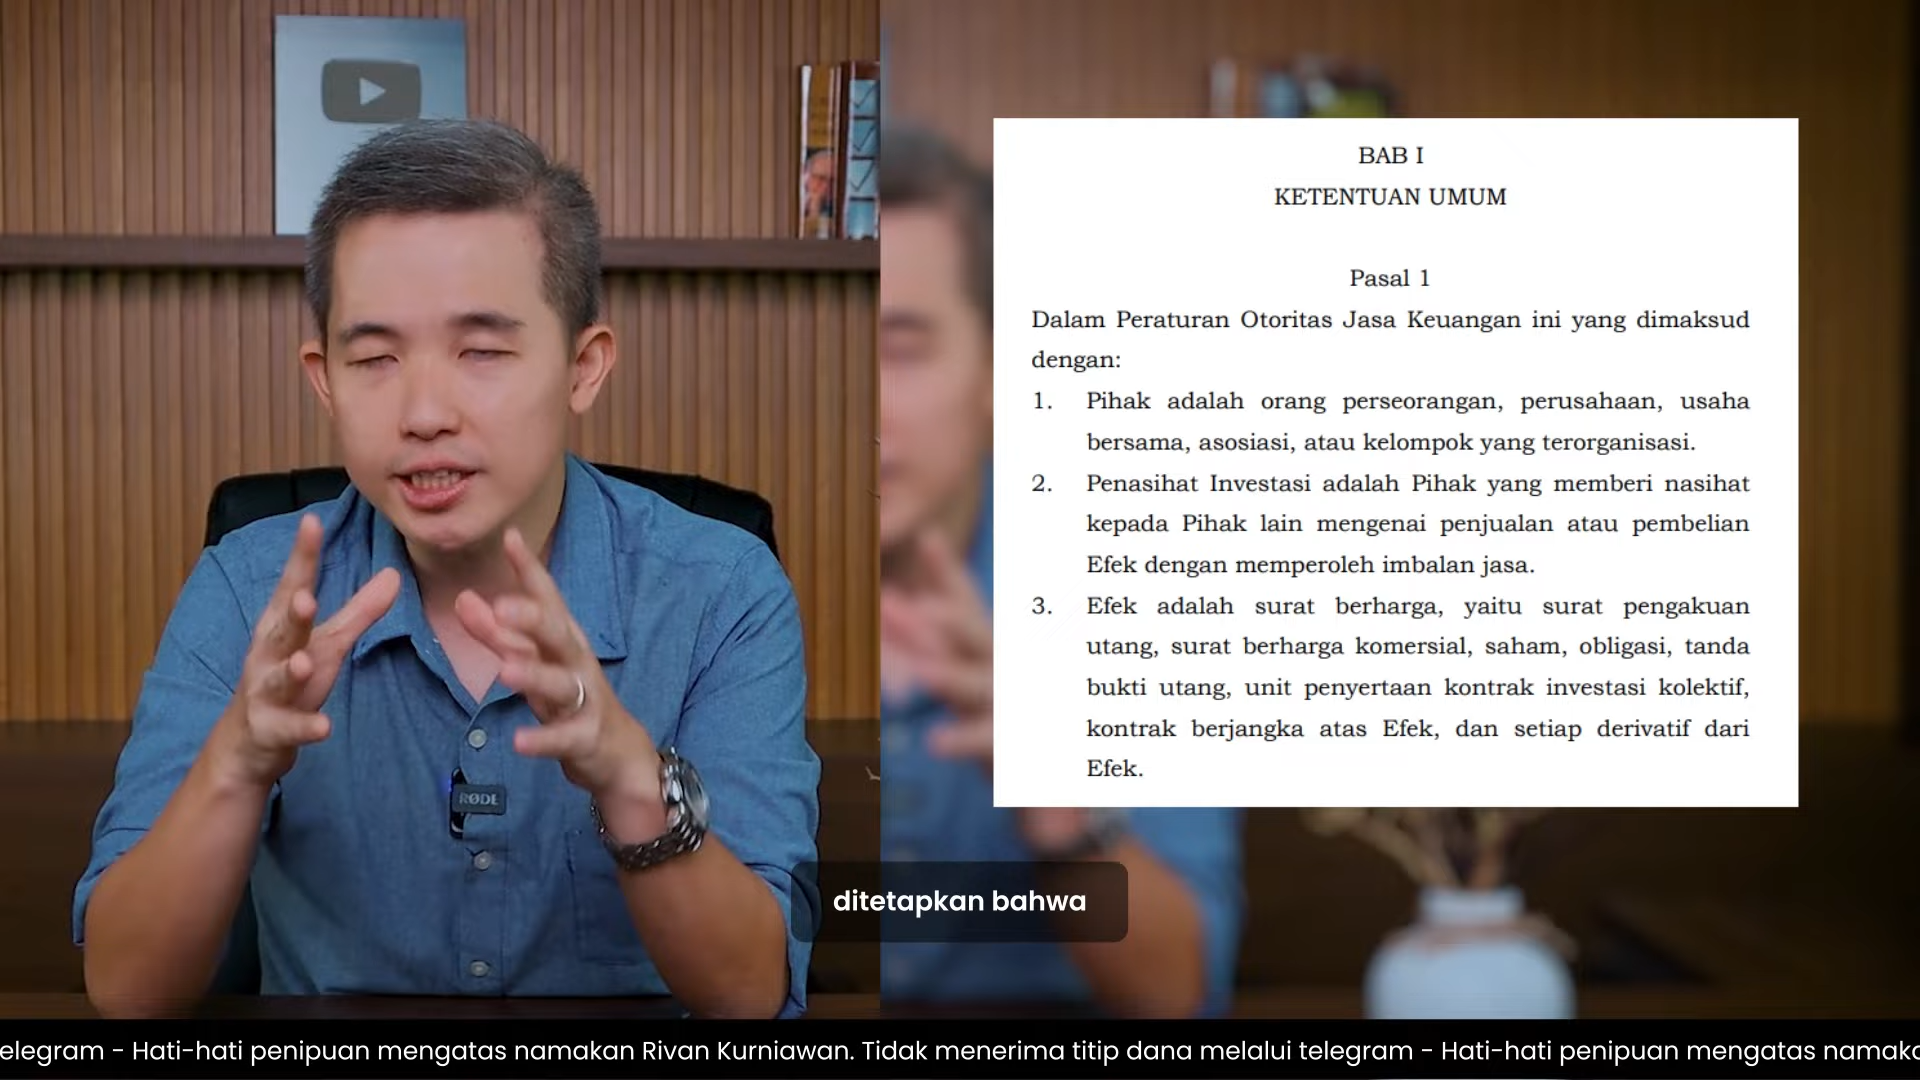 BAB I
KETENTUAN UMUM
Pasal 1
Dalam Peraturan Otoritas Jasa Keuangan ini yang dimaksud
dengan:
1. Pihak adalah orang perseorangan, perusahaan, usaha
bersama, asosiasi, atau kelompok yang terorganisasi.
2. Penasihat Investasi adalah Pihak yang memberi nasihat
kepada Pihak lain mengenai penjualan atau pembelian
Efek dengan memperoleh imbalan jasa.
3. Efek adalah surat berharga, yaitu surat pengakuan
utang, surat berharga komersial, saham, obligasi, tanda
bukti utang, unit penyertaan kontrak investasi kolektif,
kontrak berjangka atas Efek, dan setiap derivatif dari
Efek.
RØDE
ditetapkan bahwa
elegram - Hati-hati penipuan mengatas namakan Rivan Kurniawan. Tidak menerima titip dana melalui telegram - Hati-hati penipuan mengatas namaka